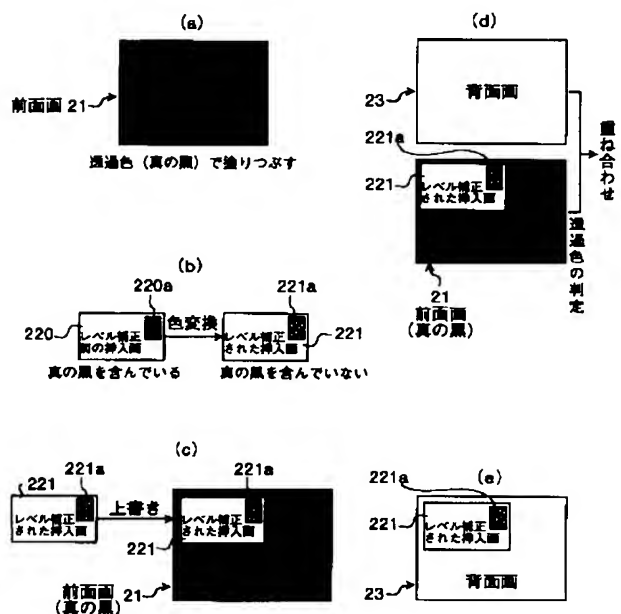 (a)
前面画 21
透過色 (真の黒) で塗りつぶす
(b)
220a
221a
220
レベル補正
前の挿入画
色変換
レベル補正
された挿入画
221
真の黒を含んでいる
真の黒を含んでいない
(c)
221
221a
レベル補正
された挿入画
上書き
221a
レベル補正
された挿入画
221
前面画 21
(真の黒)
(d)
背面画
23
221a
221
レベル補正
された挿入画
21
前面画
(真の黒)
重ね合わせ
透過色の判定
(e)
221a
221
レベル補正
された挿入画
背面画
23